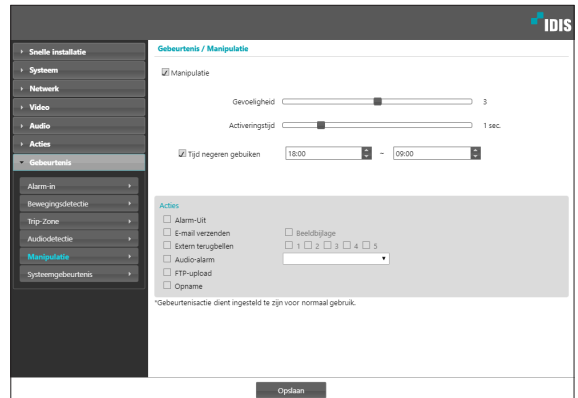 IDIS
Snelle installatie
Systeem
Netwerk
Video
Audio
Acties
Gebeurtenis
Alarm-in
Bewegingsdetectie
Trip-Zone
Audiodetectie
Manipulatie
Systeemgebeurtenis
Gebeurtenis / Manipulatie
Manipulatie
Gevoeligheid 3
Activeringstijd 1 sec.
Tijd negeren gebuiken 18:00 ~ 09:00
Acties
Alarm-Uit
E-mail verzenden Beeldbijlage
Extern terugbellen 1 2 3 4 5
Audio-alarm
FTP-upload
Opname
*Gebeurtenisactie dient ingesteld te zijn voor normaal gebruik.
Opslaan